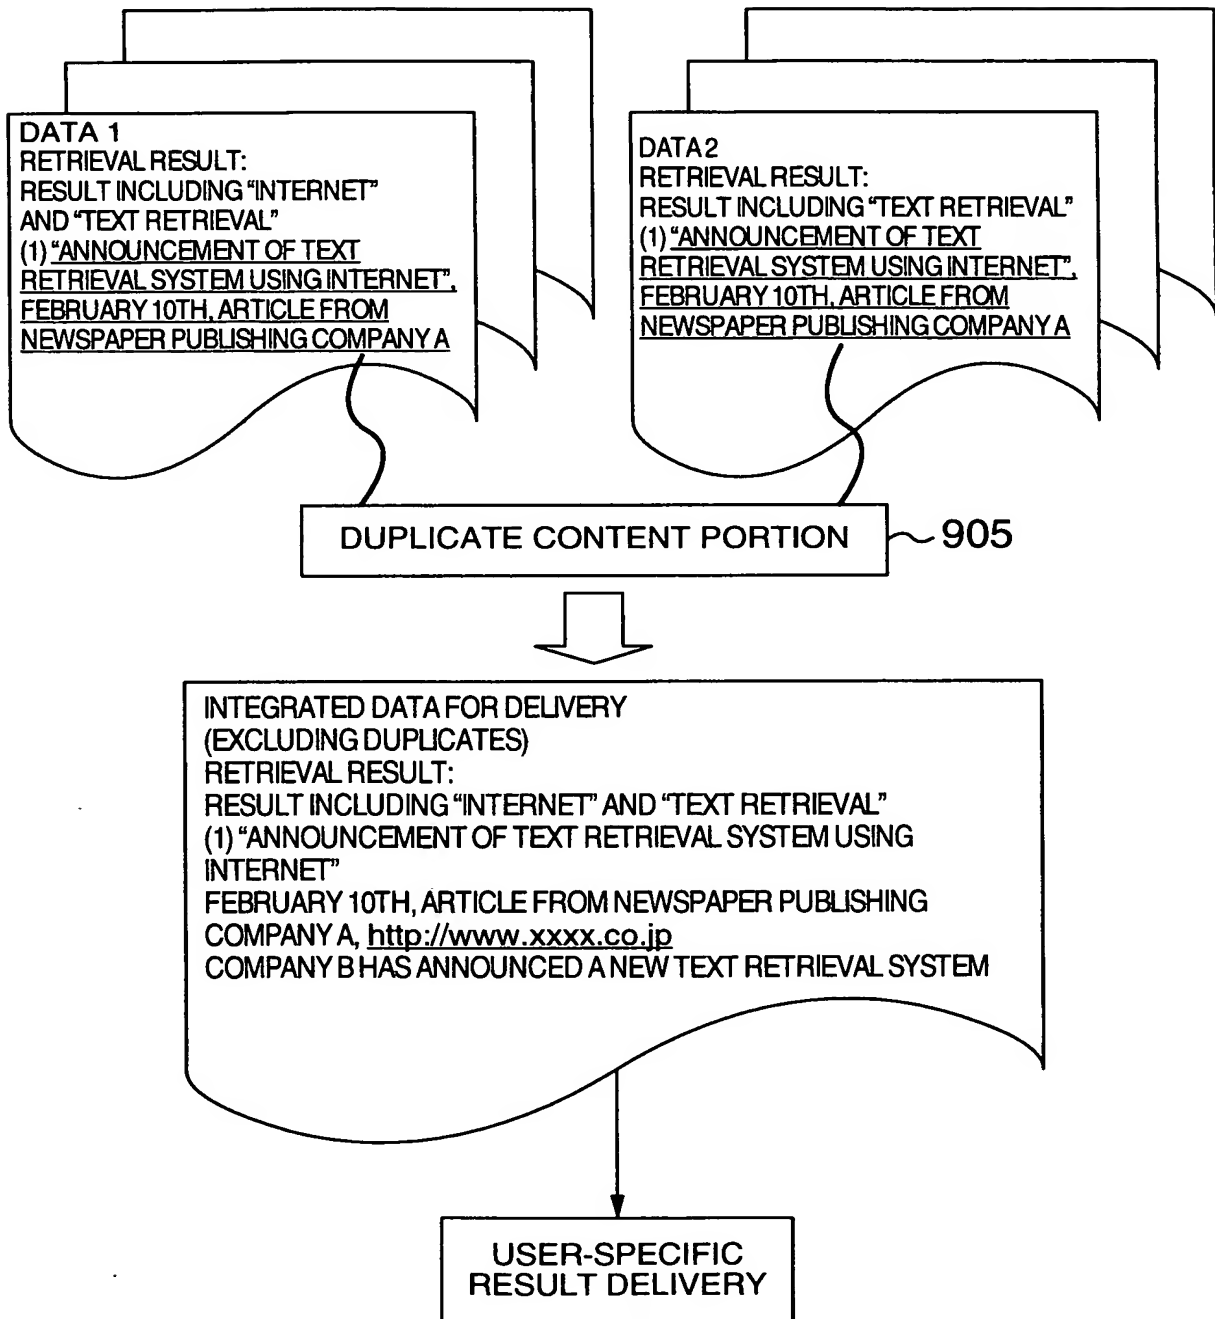 DATA 1
RETRIEVAL RESULT:
RESULT INCLUDING "INTERNET"
AND "TEXT RETRIEVAL"
(1) "ANNOUNCEMENT OF TEXT
RETRIEVAL SYSTEM USING INTERNET",
FEBRUARY 10TH, ARTICLE FROM
NEWSPAPER PUBLISHING COMPANY A
DATA 2
RETRIEVAL RESULT:
RESULT INCLUDING "TEXT RETRIEVAL"
(1) "ANNOUNCEMENT OF TEXT
RETRIEVAL SYSTEM USING INTERNET",
FEBRUARY 10TH, ARTICLE FROM
NEWSPAPER PUBLISHING COMPANY A
DUPLICATE CONTENT PORTION
905
INTEGRATED DATA FOR DELIVERY
(EXCLUDING DUPLICATES)
RETRIEVAL RESULT:
RESULT INCLUDING "INTERNET" AND "TEXT RETRIEVAL"
(1) "ANNOUNCEMENT OF TEXT RETRIEVAL SYSTEM USING
INTERNET"
FEBRUARY 10TH, ARTICLE FROM NEWSPAPER PUBLISHING
COMPANY A, http://www.xxxx.co.jp
COMPANY B HAS ANNOUNCED A NEW TEXT RETRIEVAL SYSTEM
USER-SPECIFIC
RESULT DELIVERY